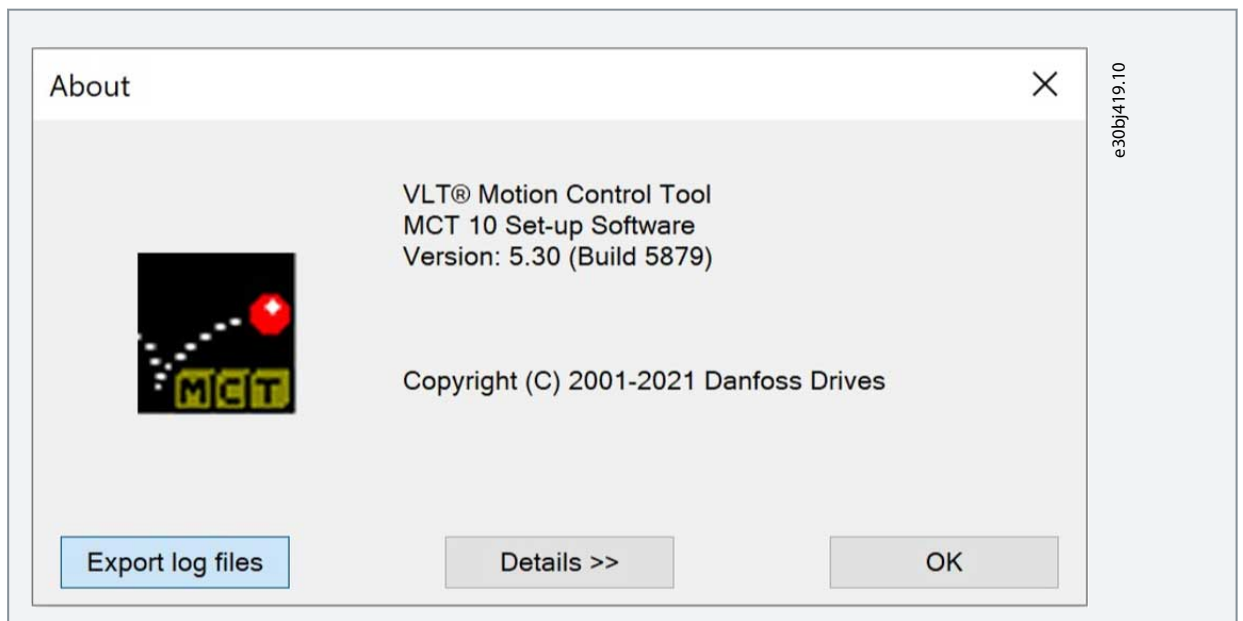 About
VLT® Motion Control Tool
MCT 10 Set-up Software
Version: 5.30 (Build 5879)
MCT
Copyright (C) 2001-2021 Danfoss Drives
Export log files
Details >>
OK
e30bj419.10